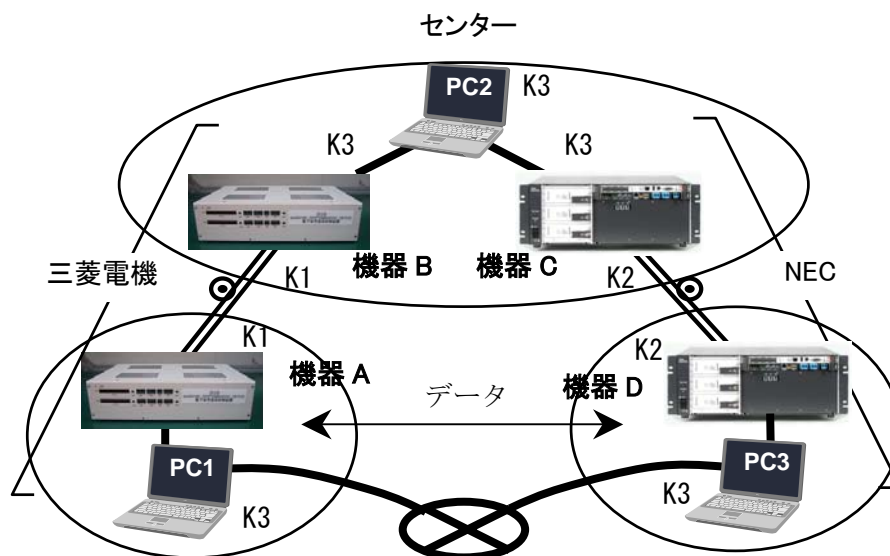 センター
PC2
K3
K3
K3
三菱電機
K1
機器 B
機器 C
K2
NEC
K1
機器 A
データ
K2
機器 D
PC1
K3
PC3
K3